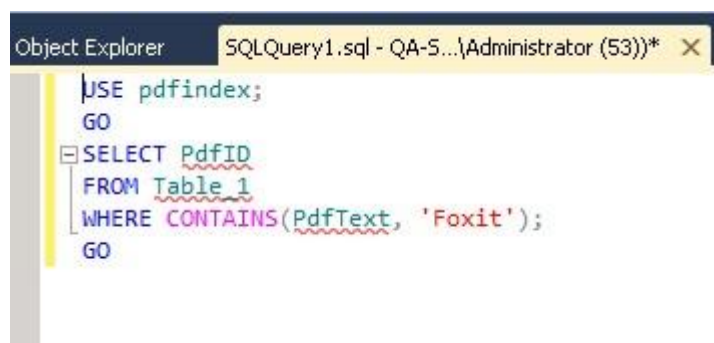 Object Explorer SQLQuery1.sql - QA-S...\Administrator (53))*
USE pdfindex;
GO
SELECT PdfID
FROM Table_1
WHERE CONTAINS(PdfText, 'Foxit');
GO